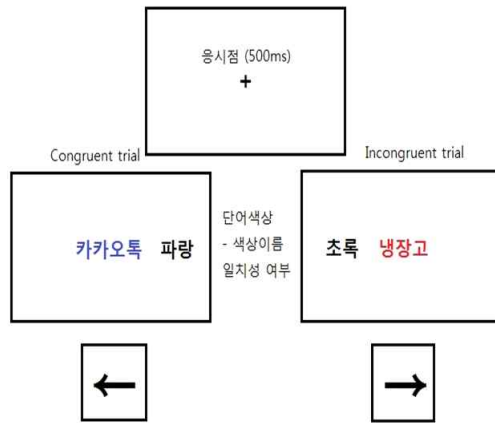 응시점 (500ms)
+
Congruent trial
Incongruent trial
카카오톡 파랑
단어색상
- 색상이름
일치성 여부
초록 냉장고